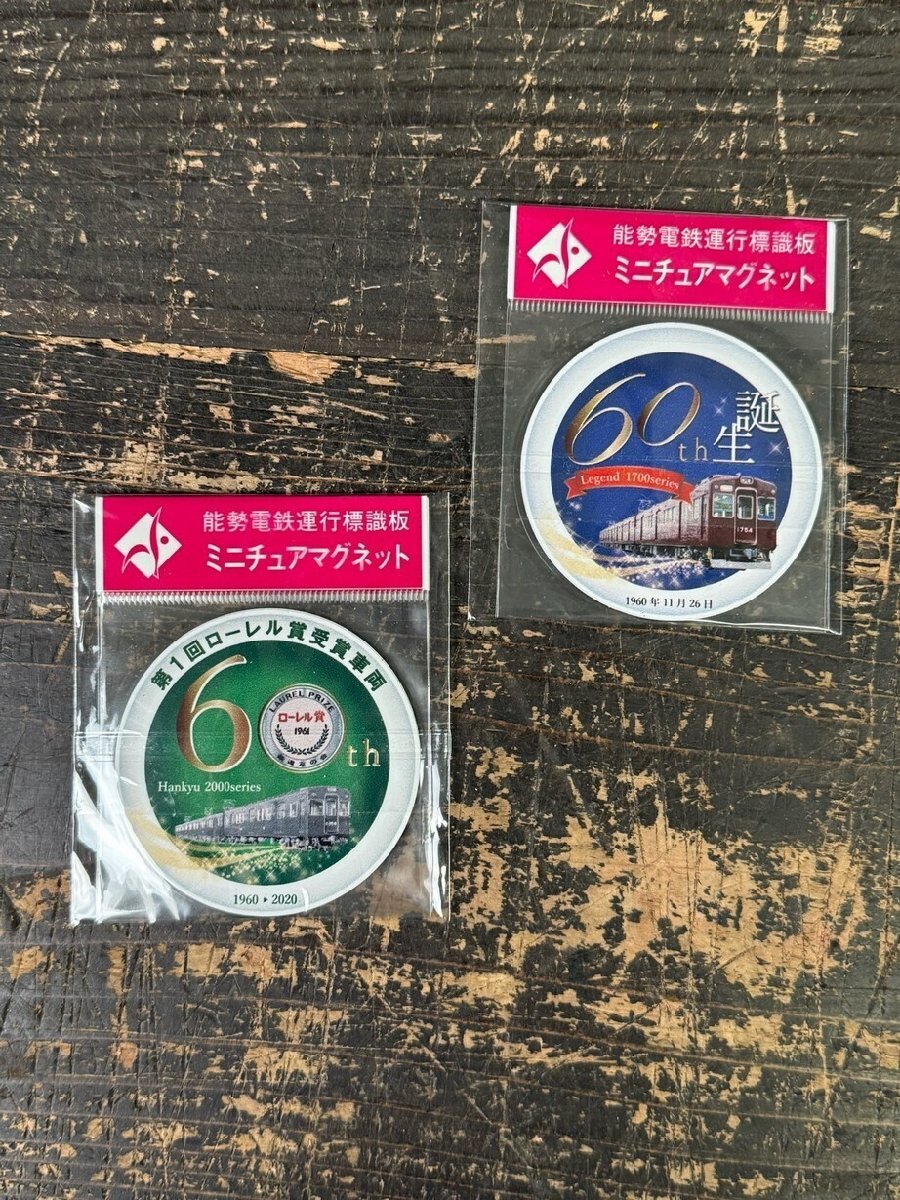 能勢電鉄運行標識板
ミニチュアマグネット
60th
誕生
Legend 1700series
1754
1960年11月26日
能勢電鉄運行標識板
ミニチュアマグネット
第1回ローレル賞受賞車両
60th
LAUREL PRIZE
ローレル賞
1961
Hankyu 2000series
1960▸2020